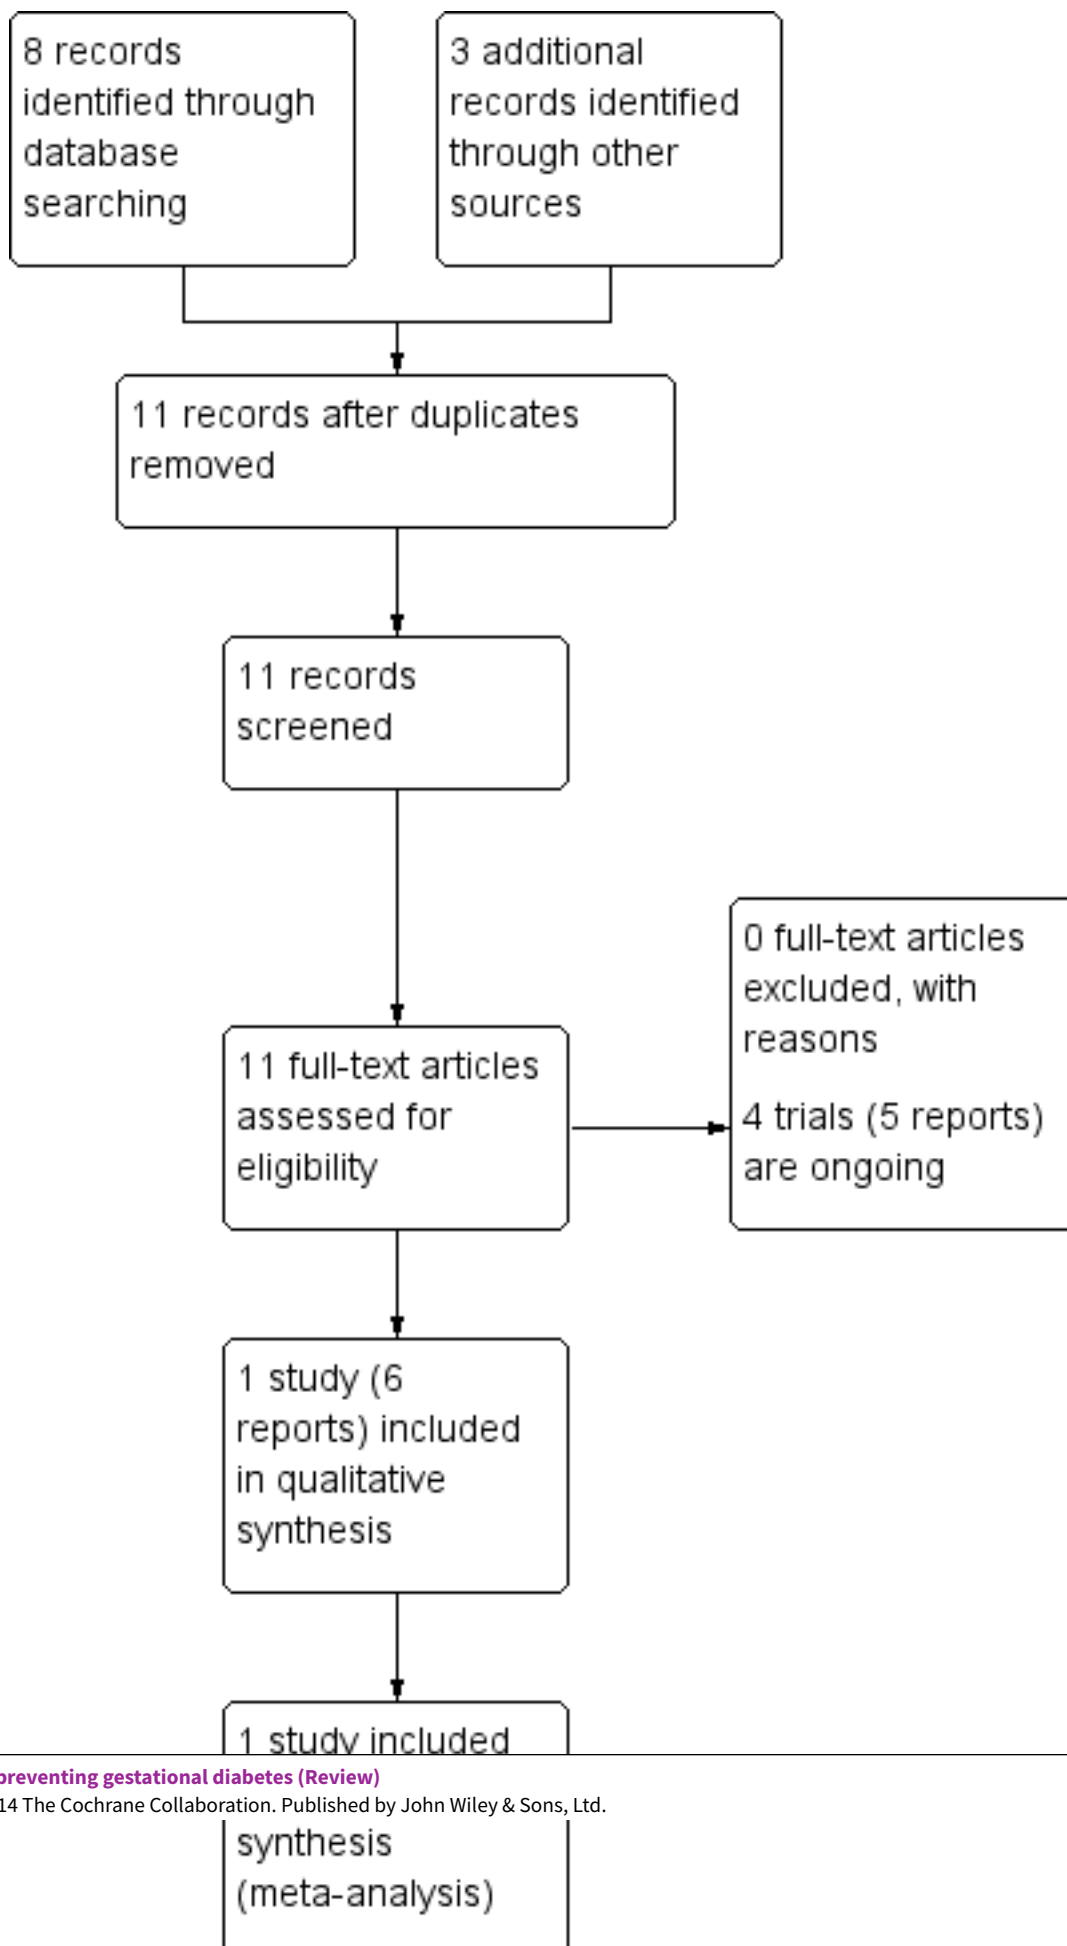 8 records
identified through
database
searching
3 additional
records identified
through other
sources
11 records after duplicates
removed
11 records
screened
11 full-text articles
assessed for
eligibility
0 full-text articles
excluded, with
reasons
4 trials (5 reports)
are ongoing
1 study (6
reports) included
in qualitative
synthesis
1 study included
preventing gestational diabetes (Review)
14 The Cochrane Collaboration. Published by John Wiley & Sons, Ltd.
synthesis
(meta-analysis)